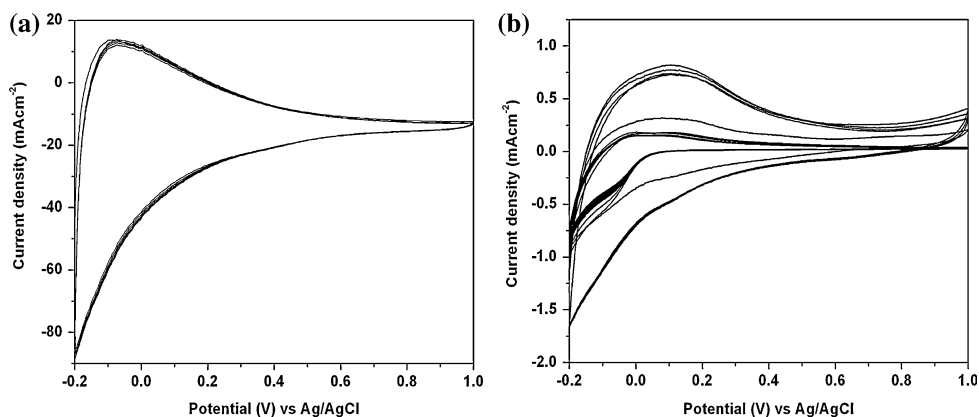 (a)
20
0
-20
-40
-60
-80
Current density (mAcm⁻²)
-0.2 0.0 0.2 0.4 0.6 0.8 1.0
Potential (V) vs Ag/AgCl
(b)
1.0
0.5
0.0
-0.5
-1.0
-1.5
-2.0
Current density (mAcm⁻²)
-0.2 0.0 0.2 0.4 0.6 0.8 1.0
Potential (V) vs Ag/AgCl